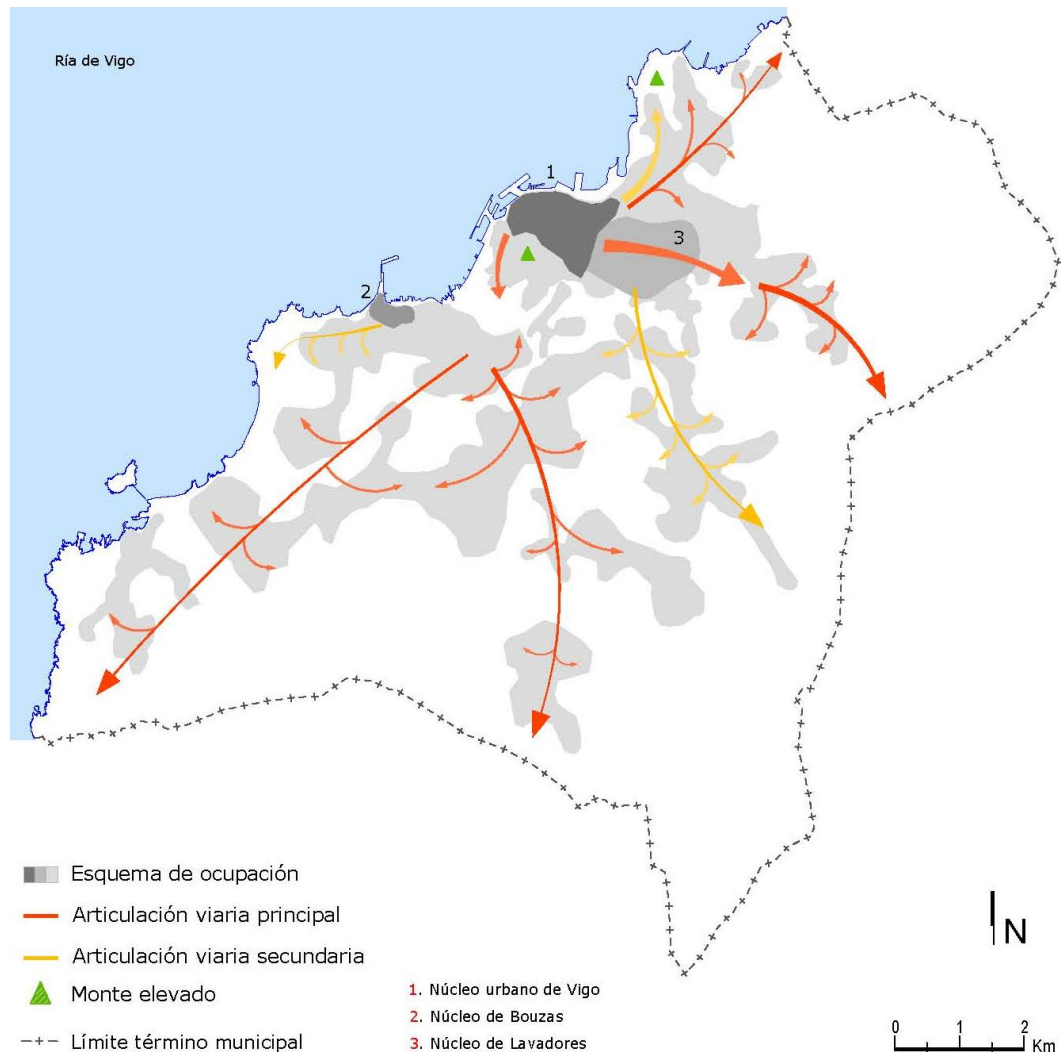 Ría de Vigo
1
3
2
Esquema de ocupación
Articulación viaria principal
Articulación viaria secundaria
Monte elevado
Límite término municipal
1. Núcleo urbano de Vigo
2. Núcleo de Bouzas
3. Núcleo de Lavadores
N
0 1 2
Km